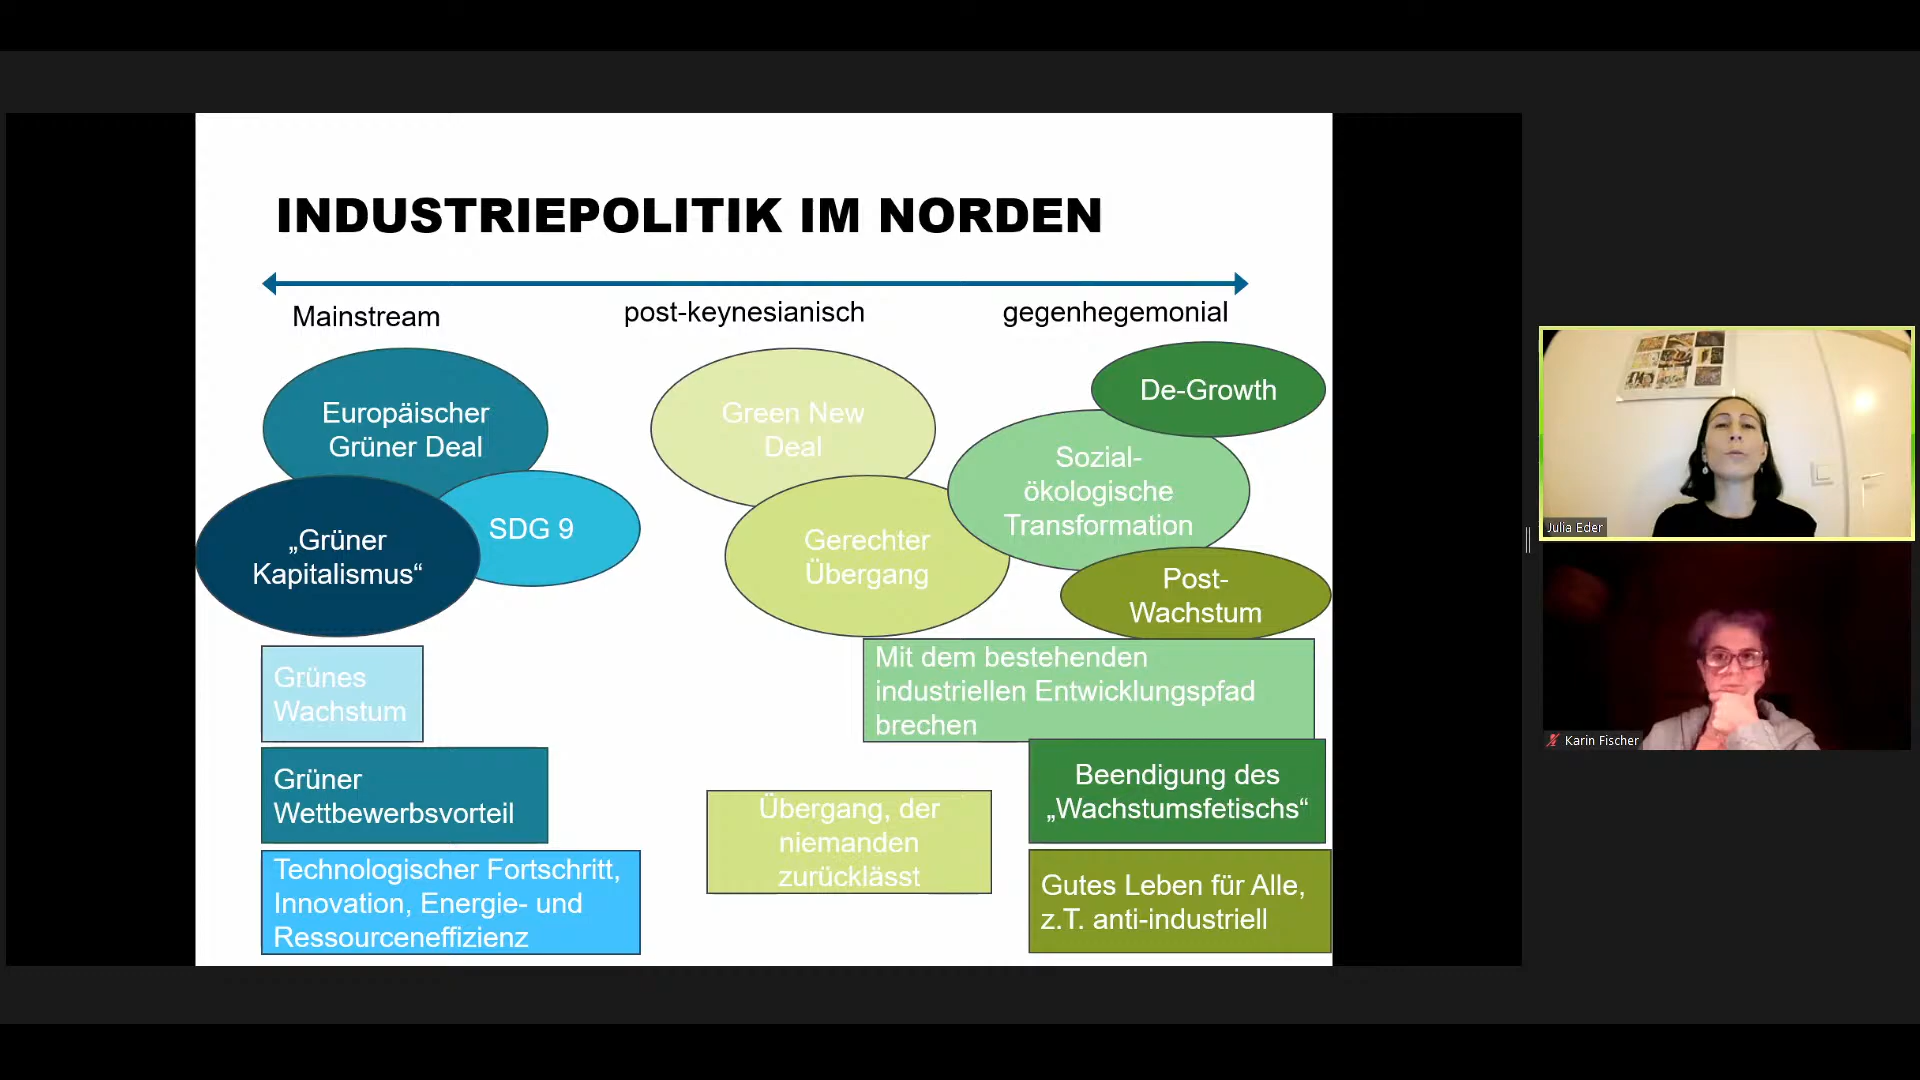 INDUSTRIEPOLITIK IM NORDEN
Mainstream
post-keynesianisch
gegenhegemonial
Europäischer
Grüner Deal
„Grüner
Kapitalismus“
SDG 9
Green New
Deal
Gerechter
Übergang
De-Growth
Sozial-
ökologische
Transformation
Post-
Wachstum
Grünes
Wachstum
Grüner
Wettbewerbsvorteil
Technologischer Fortschritt,
Innovation, Energie- und
Ressourceneffizienz
Übergang, der
niemanden
zurücklässt
Mit dem bestehenden
industriellen Entwicklungspfad
brechen
Beendigung des
„Wachstumsfetischs“
Gutes Leben für Alle,
z.T. anti-industriell
Julia Eder
Karin Fischer